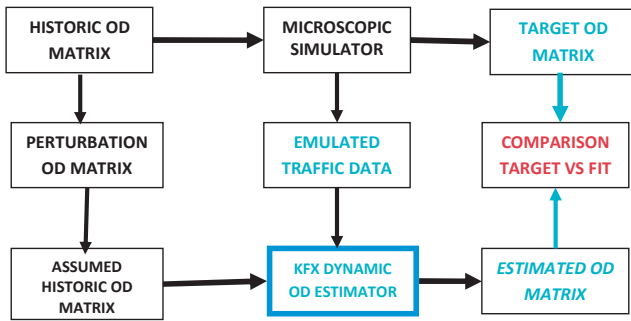 HISTORIC OD
MATRIX
MICROSCOPIC
SIMULATOR
TARGET OD
MATRIX
PERTURBATION
OD MATRIX
EMULATED
TRAFFIC DATA
COMPARISON
TARGET VS FIT
ASSUMED
HISTORIC OD
MATRIX
KFX DYNAMIC
OD ESTIMATOR
ESTIMATED OD
MATRIX